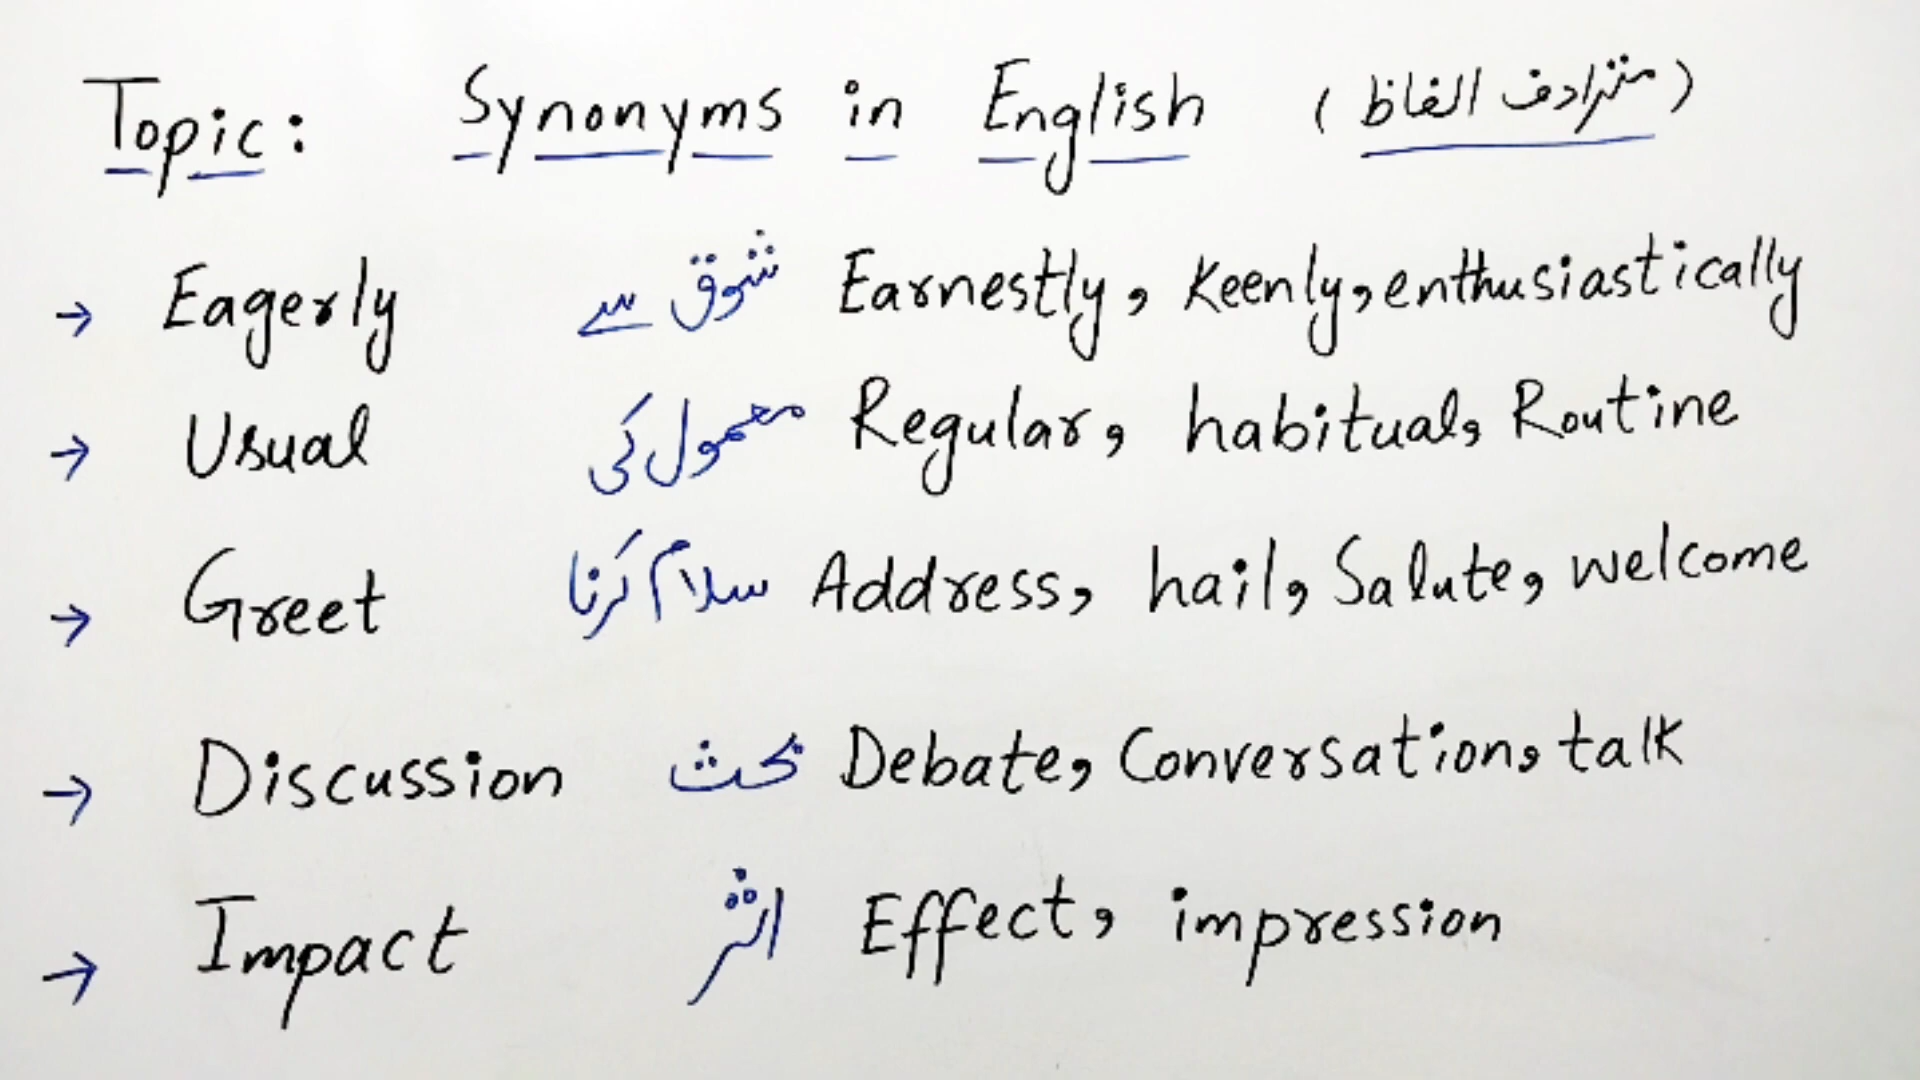 Topic: Synonyms in English (مترادف الفاظ)
→ Eagerly شوق سے Earnestly, Keenly, enthusiastically
→ Usual معمول کی Regular, habitual, Routine
→ Greet سلام کرنا Address, hail, Salute, welcome
→ Discussion بحث Debate, Conversation, talk
→ Impact اثر Effect, impression